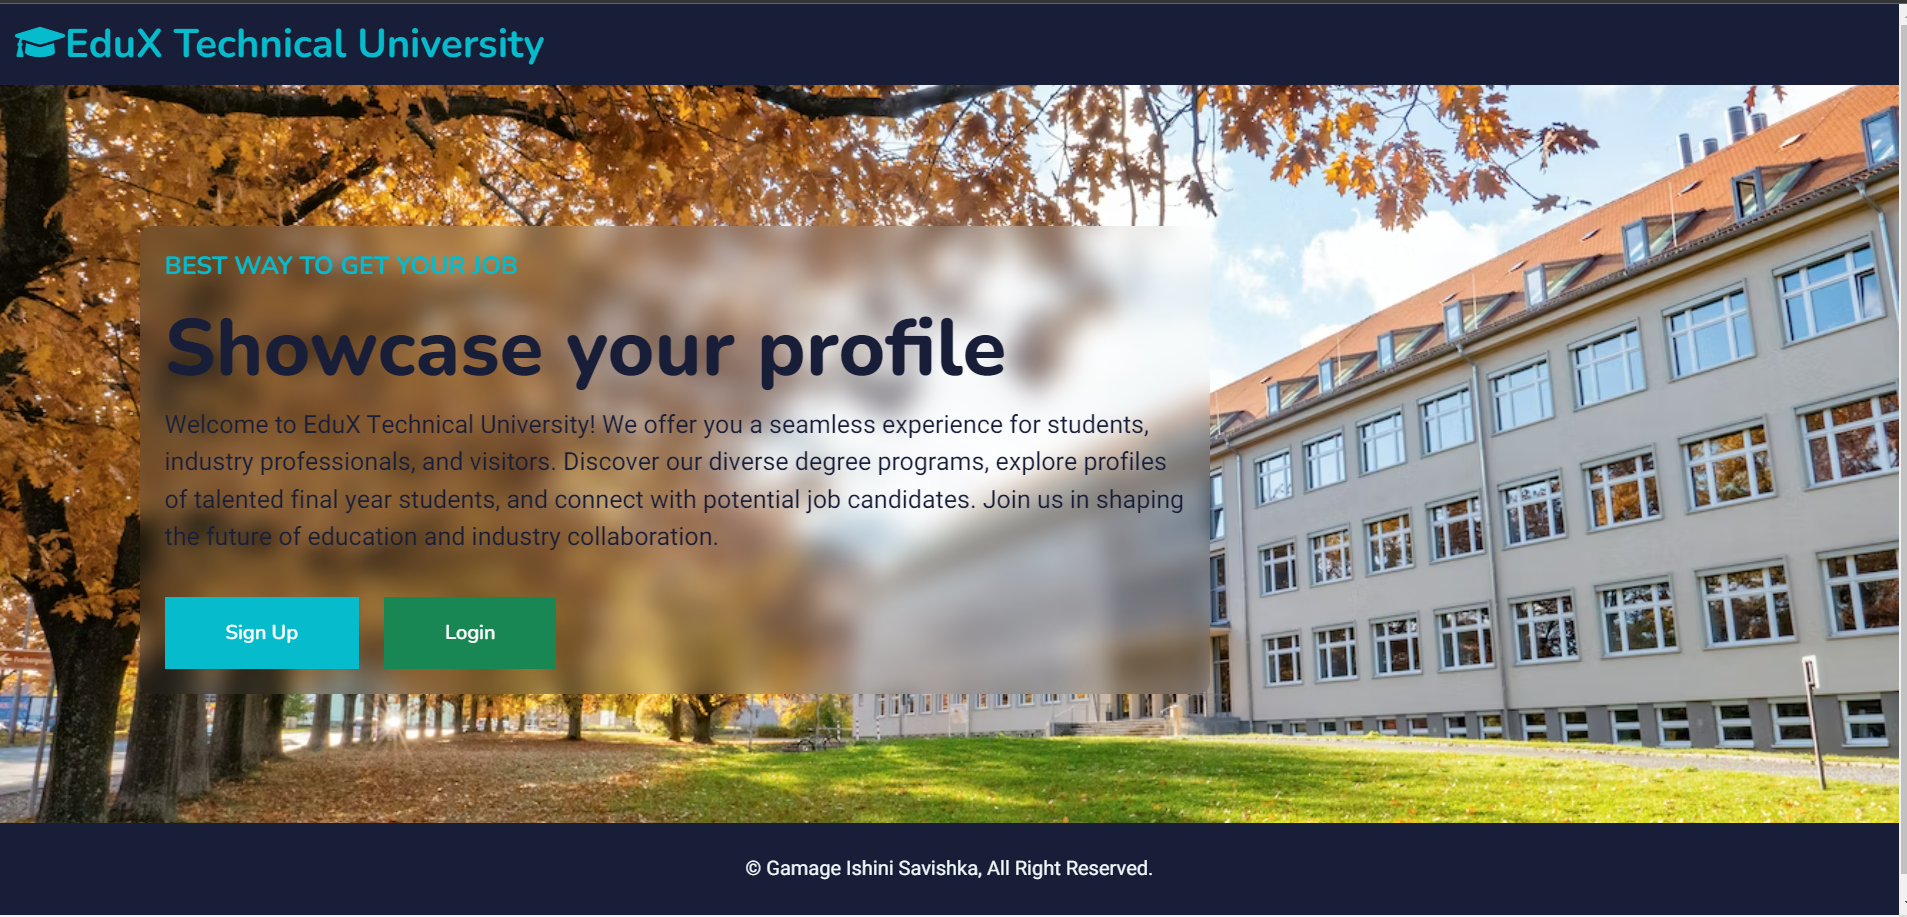 EduX Technical University
BEST WAY TO GET YOUR JOB
Showcase your profile
Welcome to EduX Technical University! We offer you a seamless experience for students,
industry professionals, and visitors. Discover our diverse degree programs, explore profiles
of talented final year students, and connect with potential job candidates. Join us in shaping
the future of education and industry collaboration.
Sign Up
Login
© Gamage Ishini Savishka, All Right Reserved.